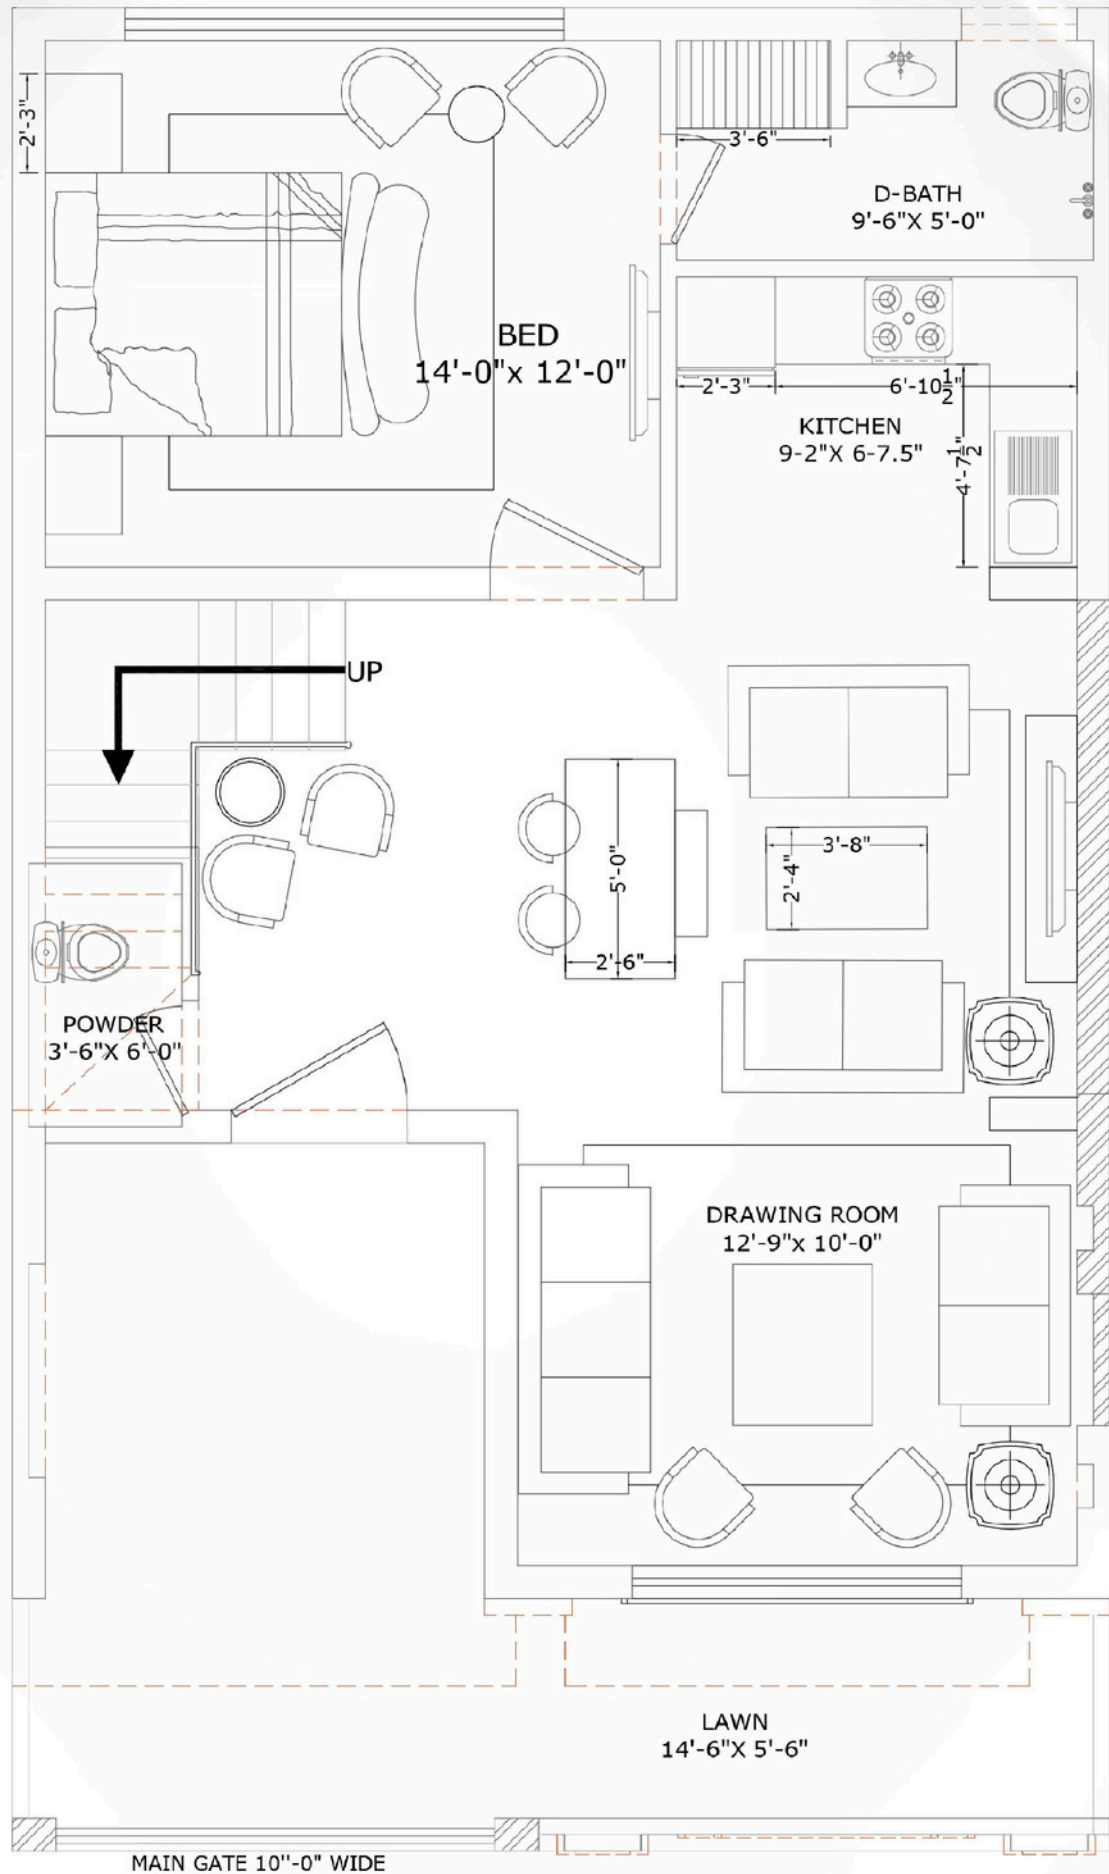 2'-3"
3'-6"
D-BATH
9'-6"X 5'-0"
BED
14'-0"x 12'-0"
2'-3"
6'-10½"
KITCHEN
9-2"X 6-7.5"
4'-7½"
UP
3'-8"
2'-4"
5'-0"
2'-6"
POWDER
3'-6"X 6'-0"
DRAWING ROOM
12'-9"x 10'-0"
LAWN
14'-6"X 5'-6"
MAIN GATE 10''-0" WIDE